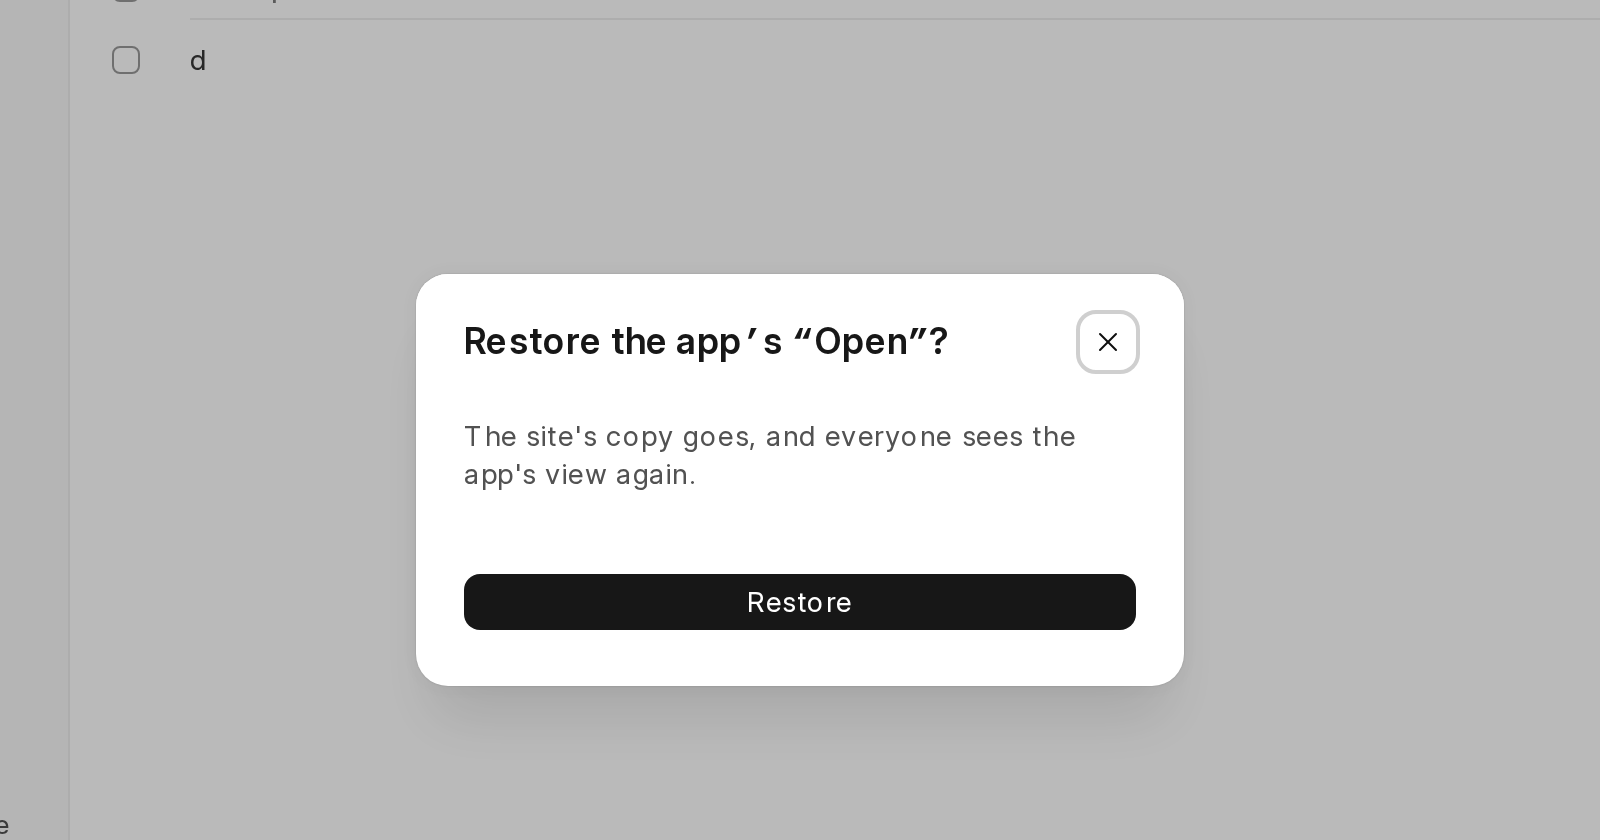 d
Restore the app’s “Open”?
The site's copy goes, and everyone sees the
app's view again.
Restore
e